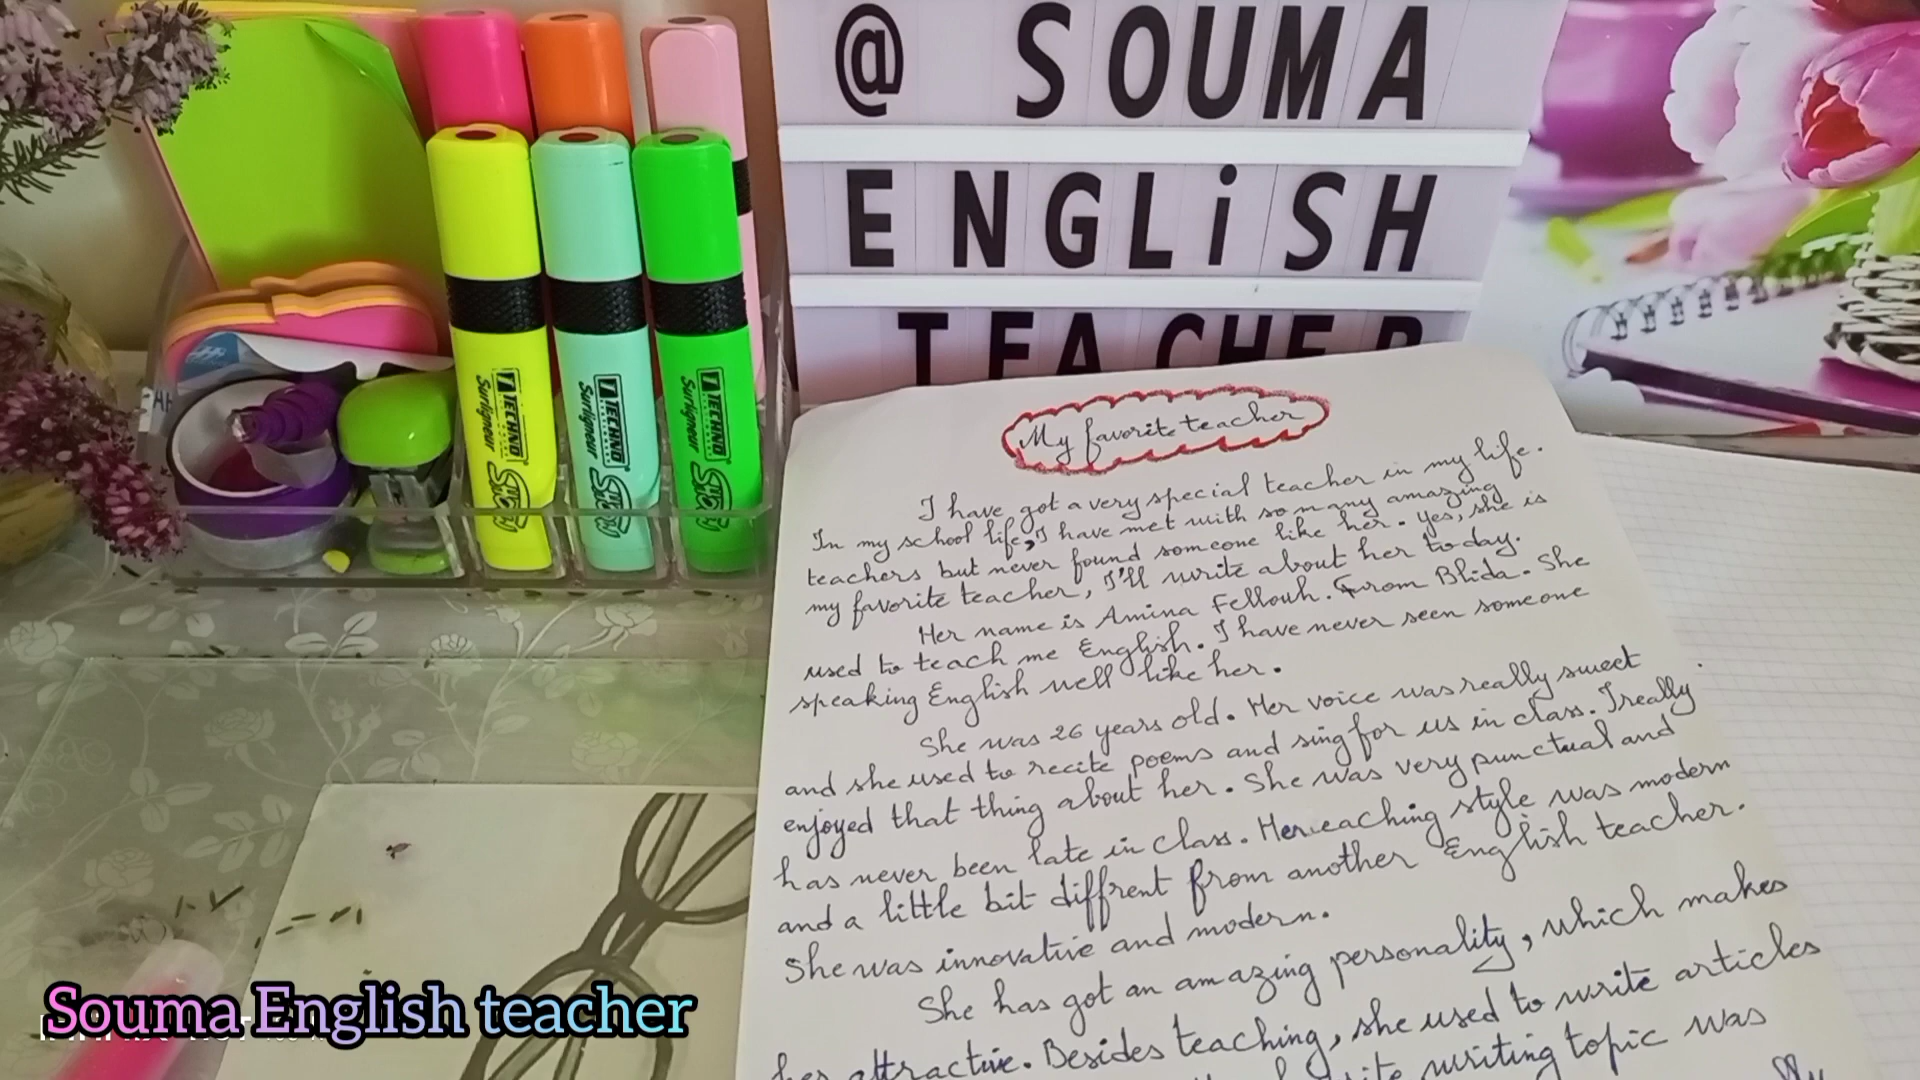 @ SOUMA
ENGLiSH
TEACHER
TECHNO
Surligneur
TECHNO
Surligneur
TECHNO
Surligneur
My favorite teacher
I have got a very special teacher in my life.
In my school life, I have met with so many amazing
teachers but never found someone like her. Yes, she is
my favorite teacher, I'll write about her today.
Her name is Amina Fellouh. From Blida. She
used to teach me English. I have never seen someone
speaking English well like her.
She was 26 years old. Her voice was really sweet
and she used to recite poems and sing for us in class. I really
enjoyed that thing about her. She was very punctual and
has never been late in class. Her eaching style was modern
and a little bit diffrent from another English teacher.
She was innovative and modern.
She has got an amazing personality, which makes
her attractive. Besides teaching, she used to write articles
writing topic was
Souma English teacher